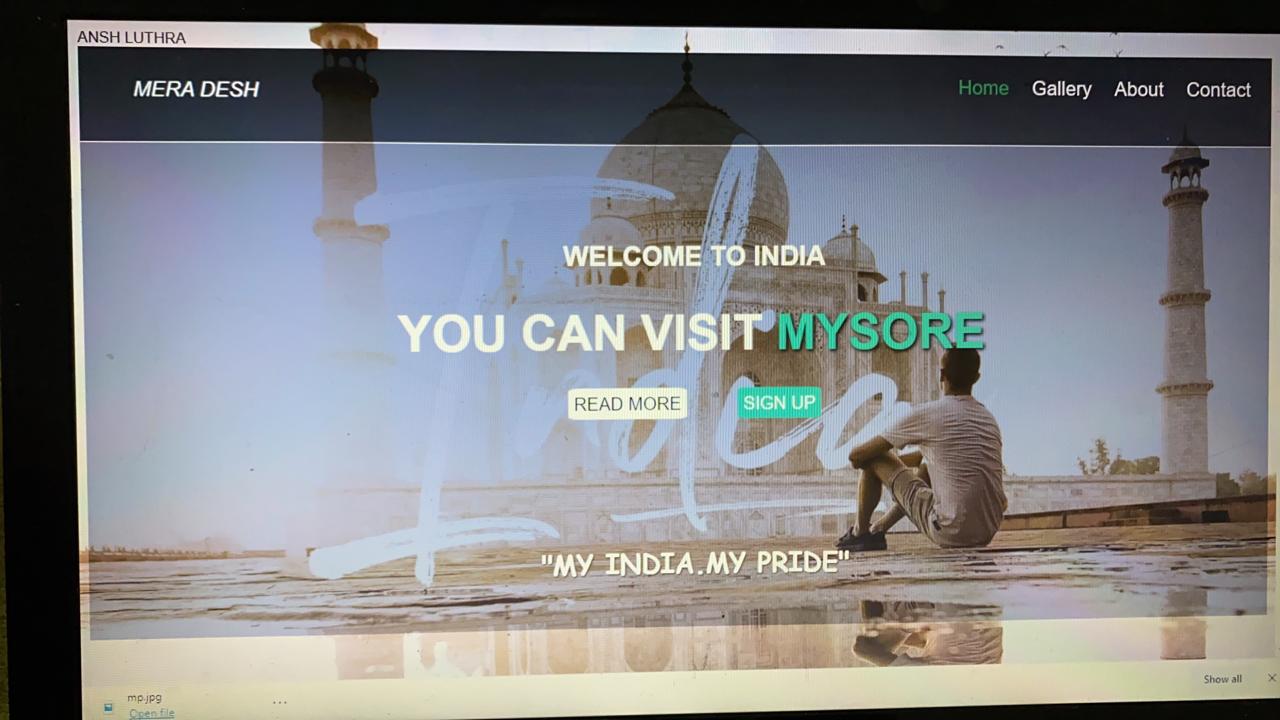 ANSH LUTHRA
MERA DESH
Home Gallery About Contact
India
WELCOME TO INDIA
YOU CAN VISIT MYSORE
READ MORE SIGN UP
"MY INDIA.MY PRIDE"
Show all
mp.jpg
Open file